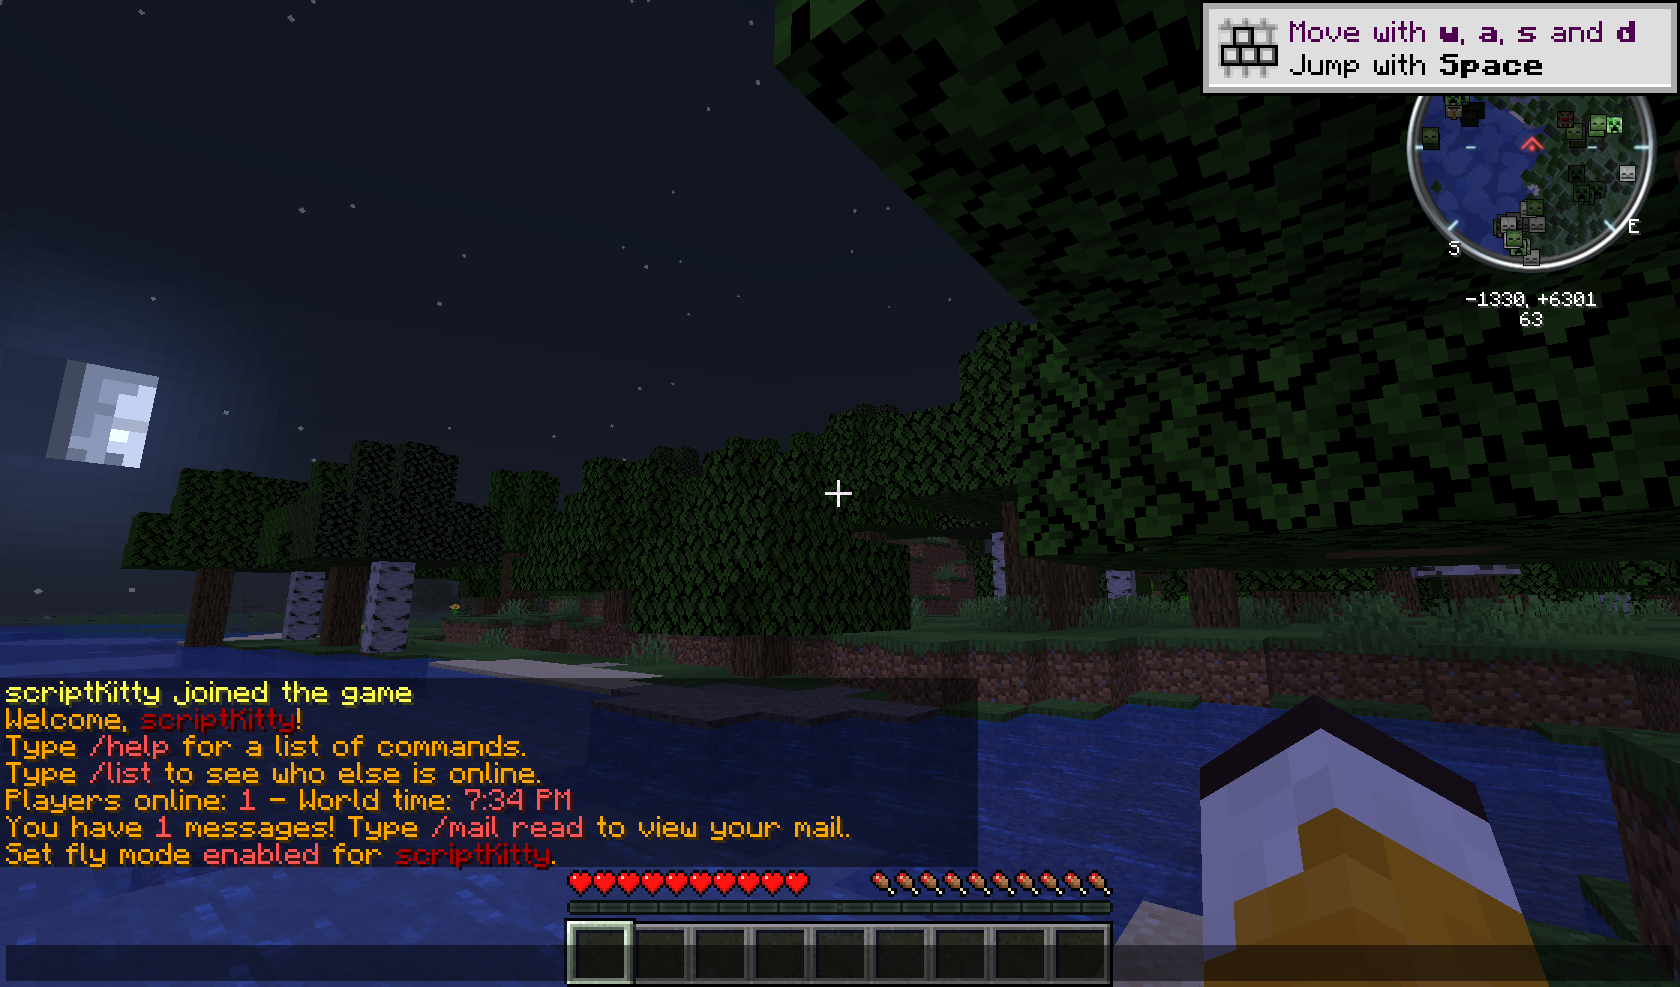 Move with w, a, s and d
Jump with Space
S
E
-1330, +6301
63
scriptKitty joined the game
Welcome, scriptKitty!
Type /help for a list of commands.
Type /list to see who else is online.
Players online: 1 - World time: 7:34 PM
You have 1 messages! Type /mail read to view your mail.
Set fly mode enabled for scriptKitty.